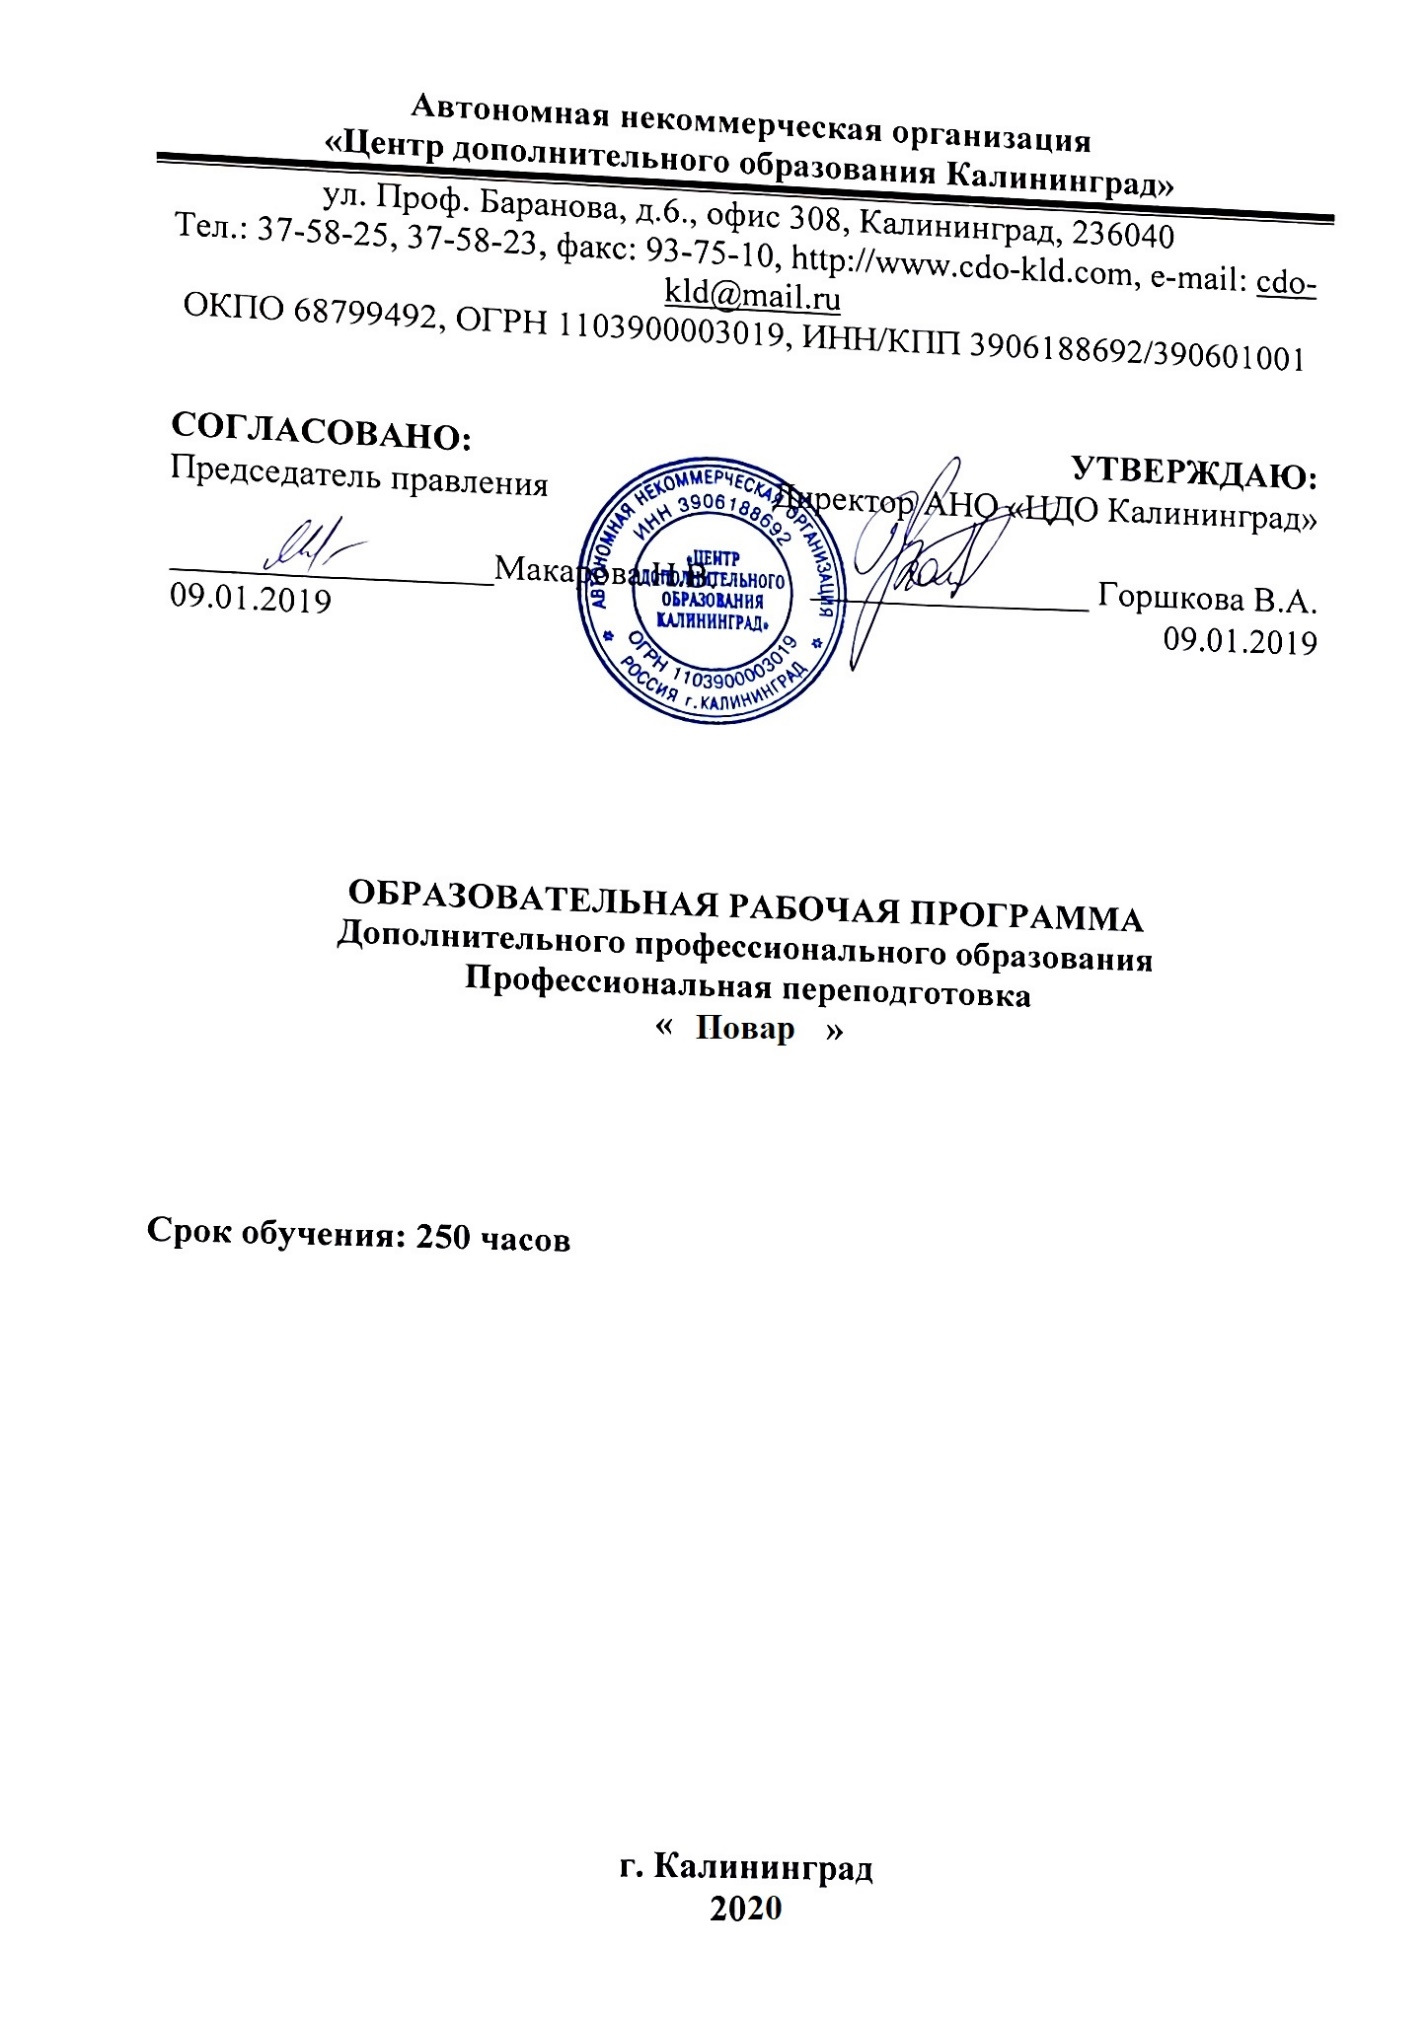 Автономная некоммерческая организация
«Центр дополнительного образования Калининград»
ул. Проф. Баранова, д.6., офис 308, Калининград, 236040
Тел.: 37-58-25, 37-58-23, факс: 93-75-10, http://www.cdo-kld.com, e-mail: cdo-
kld@mail.ru
ОКПО 68799492, ОГРН 1103900003019, ИНН/КПП 3906188692/390601001
СОГЛАСОВАНО:
Председатель правления
Макарова Н.В.
09.01.2019
УТВЕРЖДАЮ:
Директор АНО «ЦДО Калининград»
Горшкова В.А.
09.01.2019
АВТОНОМНАЯ НЕКОММЕРЧЕСКАЯ ОРГАНИЗАЦИЯ
ИНН 3906188692
«ЦЕНТР
ДОПОЛНИТЕЛЬНОГО
ОБРАЗОВАНИЯ
КАЛИНИНГРАД»
ОГРН 1103900003019
РОССИЯ г.КАЛИНИНГРАД
ОБРАЗОВАТЕЛЬНАЯ РАБОЧАЯ ПРОГРАММА
Дополнительного профессионального образования
Профессиональная переподготовка
« Повар »
Срок обучения: 250 часов
г. Калининград
2020